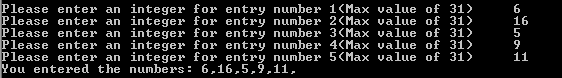 Please enter an integer for entry number 1(Max value of 31) 6
Please enter an integer for entry number 2(Max value of 31) 16
Please enter an integer for entry number 3(Max value of 31) 5
Please enter an integer for entry number 4(Max value of 31) 9
Please enter an integer for entry number 5(Max value of 31) 11
You entered the numbers: 6,16,5,9,11,